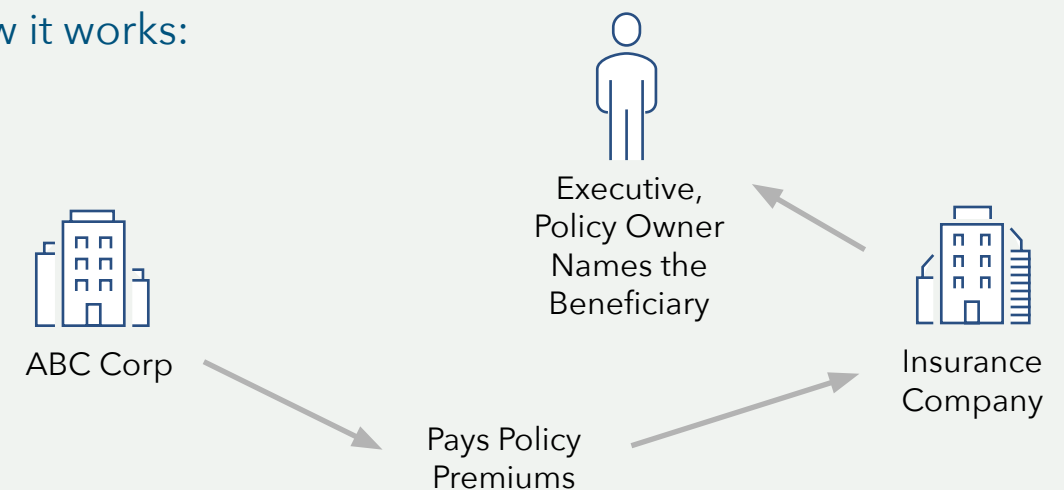 w it works:
Executive,
Policy Owner
Names the
Beneficiary
ABC Corp
Insurance
Company
Pays Policy
Premiums